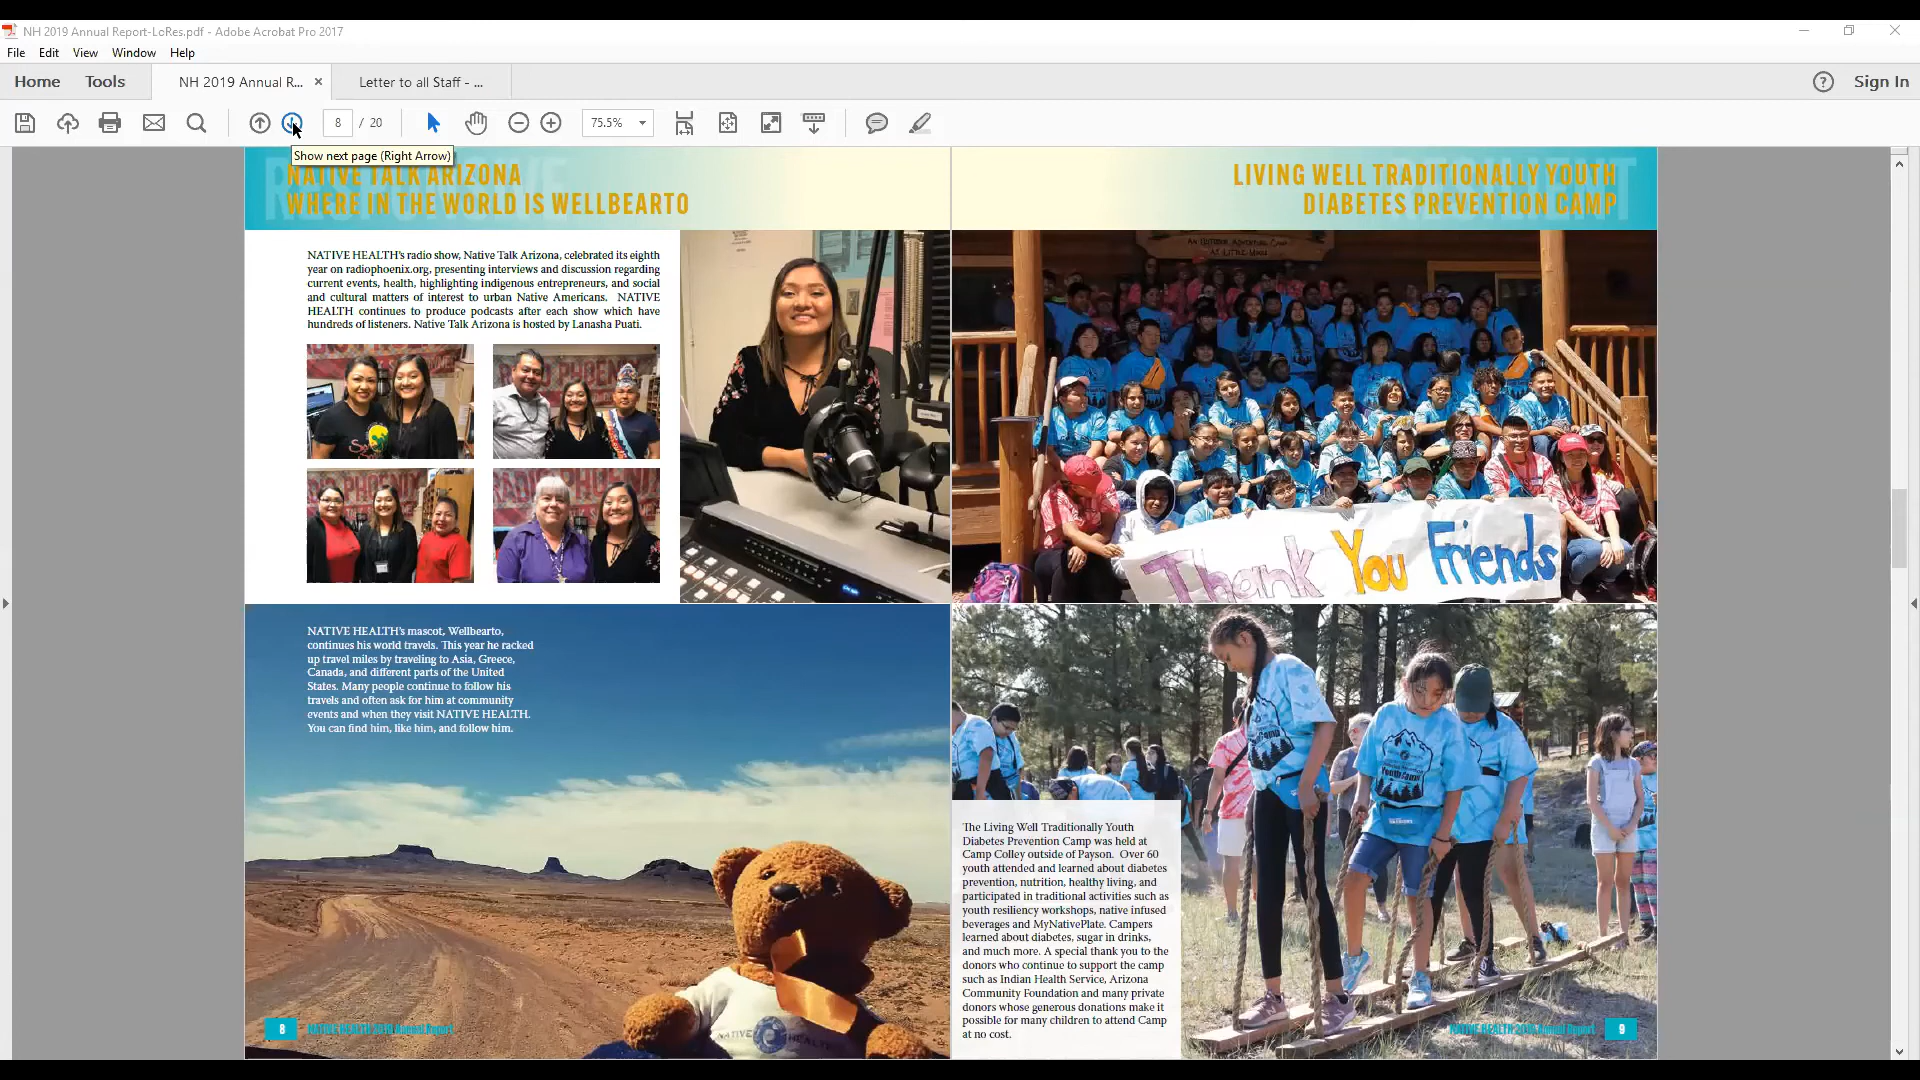 NH 2019 Annual Report-LoRes.pdf - Adobe Acrobat Pro 2017
File Edit View Window Help
Home Tools NH 2019 Annual R... × Letter to all Staff - ... Sign In
8 / 20 75.5%
Show next page (Right Arrow)
NATIVE TALK ARIZONA
WHERE IN THE WORLD IS WELLBEARTO
NATIVE HEALTH's radio show, Native Talk Arizona, celebrated its eighth
year on radiophoenix.org, presenting interviews and discussion regarding
current events, health, highlighting indigenous entrepreneurs, and social
and cultural matters of interest to urban Native Americans. NATIVE
HEALTH continues to produce podcasts after each show which have
hundreds of listeners. Native Talk Arizona is hosted by Lanasha Puati.
NATIVE HEALTH's mascot, Wellbearto,
continues his world travels. This year he racked
up travel miles by traveling to Asia, Greece,
Canada, and different parts of the United
States. Many people continue to follow his
travels and often ask for him at community
events and when they visit NATIVE HEALTH.
You can find him, like him, and follow him.
NATIVE HEALTH
8 NATIVE HEALTH 2019 Annual Report
LIVING WELL TRADITIONALLY YOUTH
DIABETES PREVENTION CAMP
AN OUTDOOR ADVENTURE CAMP
Thank You Friends
Youth Camp
The Living Well Traditionally Youth
Diabetes Prevention Camp was held at
Camp Colley outside of Payson. Over 60
youth attended and learned about diabetes
prevention, nutrition, healthy living, and
participated in traditional activities such as
youth resiliency workshops, native infused
beverages and MyNativePlate. Campers
learned about diabetes, sugar in drinks,
and much more. A special thank you to the
donors who continue to support the camp
such as Indian Health Service, Arizona
Community Foundation and many private
donors whose generous donations make it
possible for many children to attend Camp
at no cost.
NATIVE HEALTH 2019 Annual Report 9